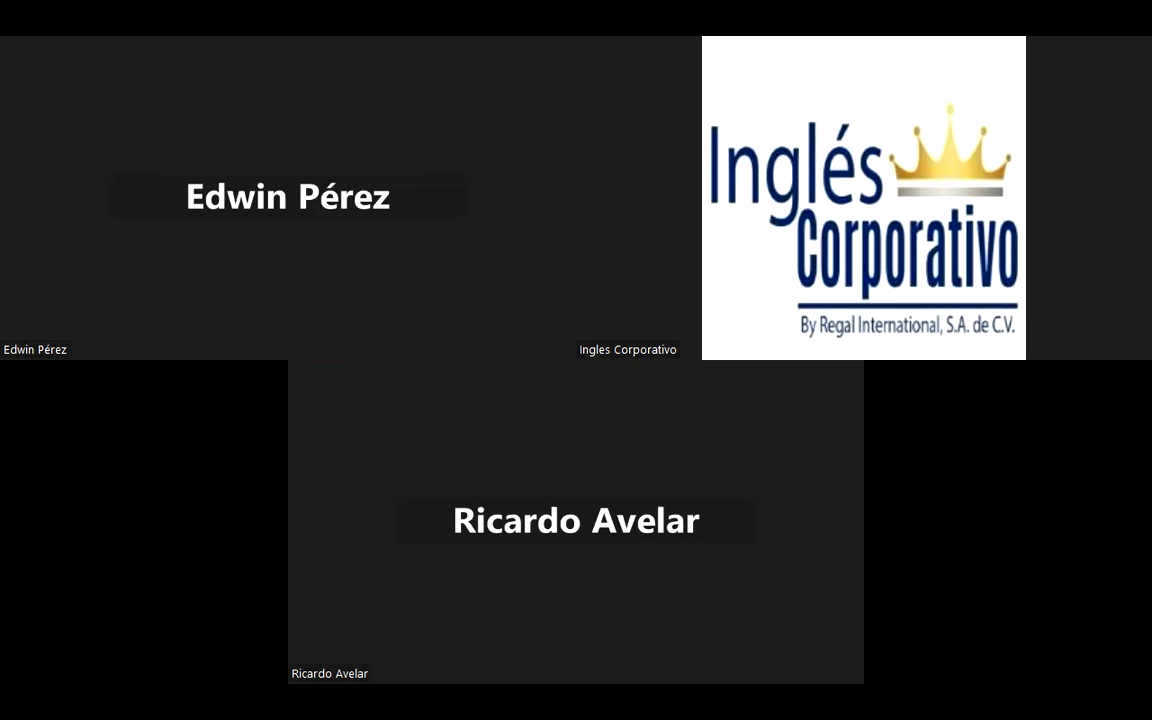 Edwin Pérez
Inglés
Corporativo
By Regal International, S.A. de C.V.
Edwin Pérez
Ingles Corporativo
Ricardo Avelar
Ricardo Avelar